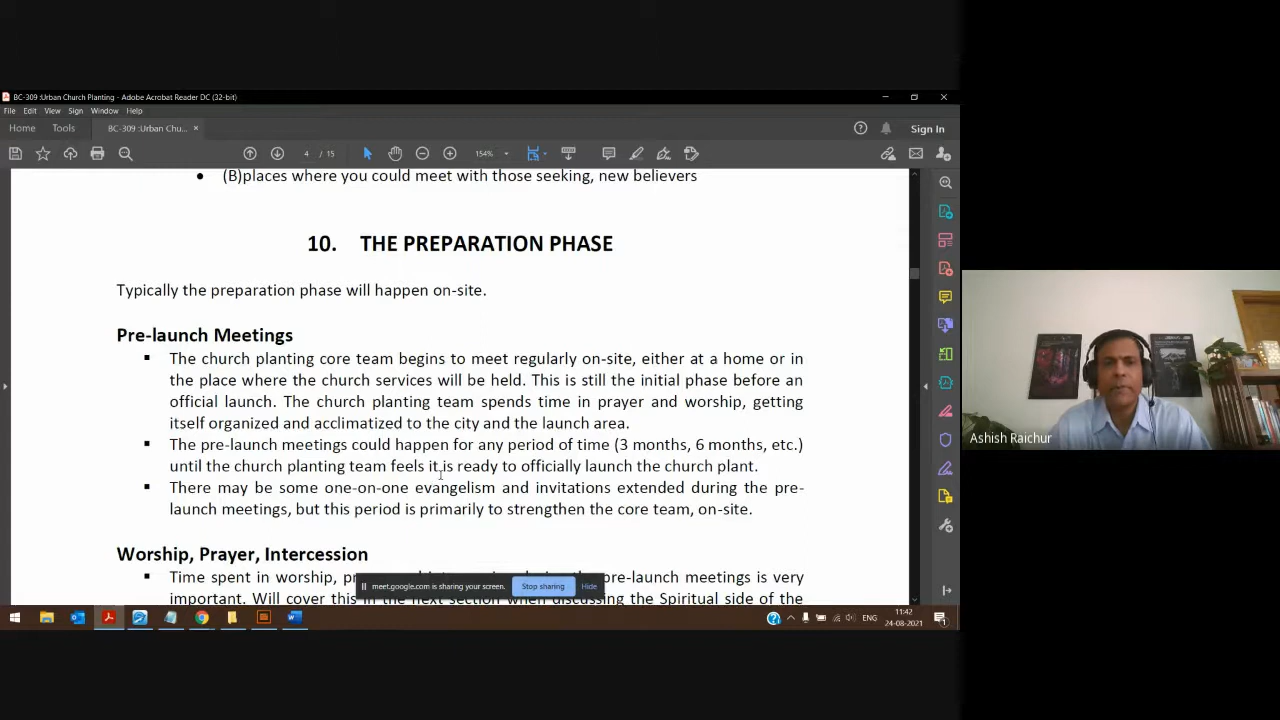 BC-309 :Urban Church Planting - Adobe Acrobat Reader DC (32-bit)
File Edit View Sign Window Help
Home Tools BC-309 :Urban Chu... × Sign In
4 / 15 154%
(B)places where you could meet with those seeking, new believers
10. THE PREPARATION PHASE
Typically the preparation phase will happen on-site.
Pre-launch Meetings
The church planting core team begins to meet regularly on-site, either at a home or in
the place where the church services will be held. This is still the initial phase before an
official launch. The church planting team spends time in prayer and worship, getting
itself organized and acclimatized to the city and the launch area.
The pre-launch meetings could happen for any period of time (3 months, 6 months, etc.)
until the church planting team feels it is ready to officially launch the church plant.
There may be some one-on-one evangelism and invitations extended during the pre-
launch meetings, but this period is primarily to strengthen the core team, on-site.
Worship, Prayer, Intercession
Time spent in worship, pre-launch meetings is very
important. Will cover this in the next section when discussing the Spiritual side of the
meet.google.com is sharing your screen. Stop sharing Hide
ENG
11:42
24-08-2021
Ashish Raichur